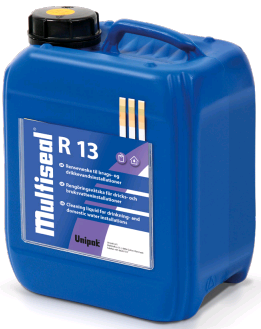 Multiseal®
R 13
• Rensevæske til brugs- og
drikkevandsinstallationer
• Rengöringsvätska för dricks- och
bruksvatteninstallationer
• Cleaning liquid for drinking- and
domestic water installations
Unipak